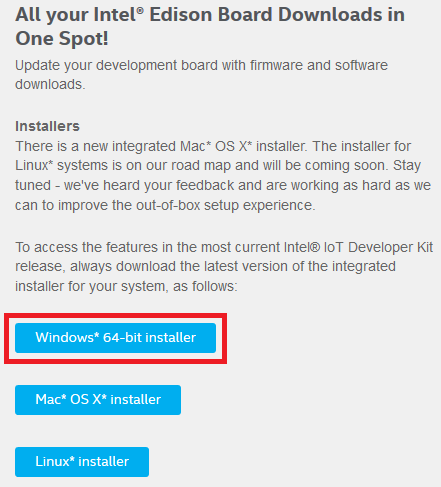 All your Intel® Edison Board Downloads in
One Spot!
Update your development board with firmware and software
downloads.
Installers
There is a new integrated Mac* OS X* installer. The installer for
Linux* systems is on our road map and will be coming soon. Stay
tuned - we've heard your feedback and are working as hard as we
can to improve the out-of-box setup experience.
To access the features in the most current Intel® IoT Developer Kit
release, always download the latest version of the integrated
installer for your system, as follows:
Windows* 64-bit installer
Mac* OS X* installer
Linux* installer